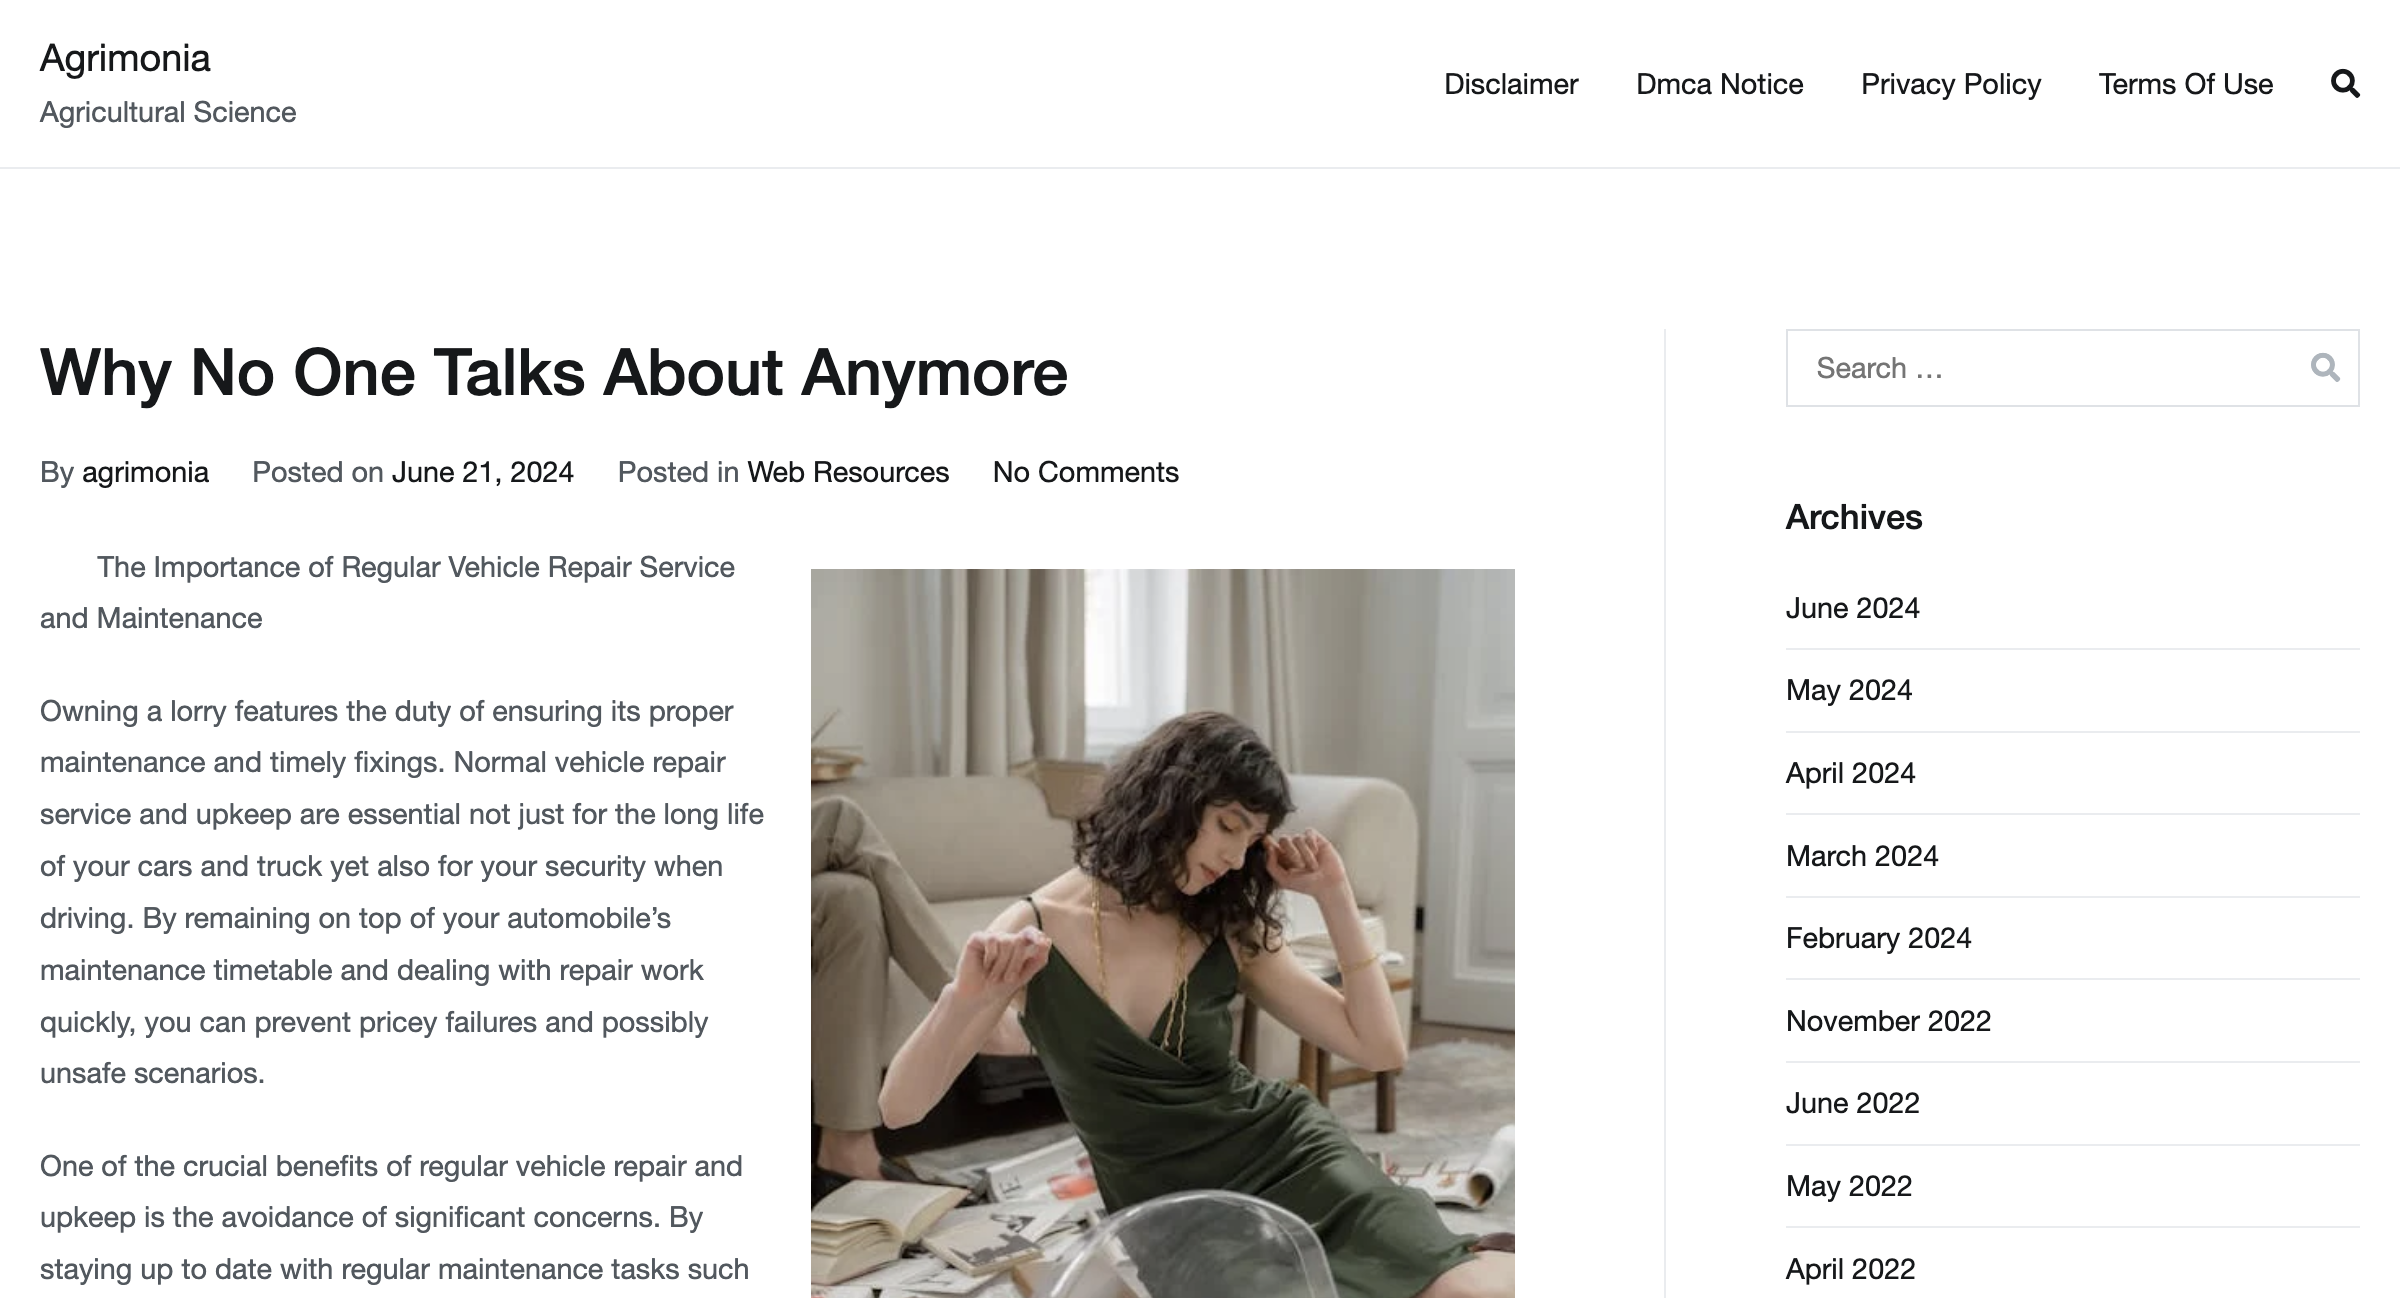 Agrimonia
Agricultural Science
Disclaimer
Dmca Notice
Privacy Policy
Terms Of Use
Why No One Talks About Anymore
By agrimonia Posted on June 21, 2024 Posted in Web Resources No Comments
The Importance of Regular Vehicle Repair Service
and Maintenance
Owning a lorry features the duty of ensuring its proper
maintenance and timely fixings. Normal vehicle repair
service and upkeep are essential not just for the long life
of your cars and truck yet also for your security when
driving. By remaining on top of your automobile’s
maintenance timetable and dealing with repair work
quickly, you can prevent pricey failures and possibly
unsafe scenarios.
One of the crucial benefits of regular vehicle repair and
upkeep is the avoidance of significant concerns. By
staying up to date with regular maintenance tasks such
Search …
Archives
June 2024
May 2024
April 2024
March 2024
February 2024
November 2022
June 2022
May 2022
April 2022